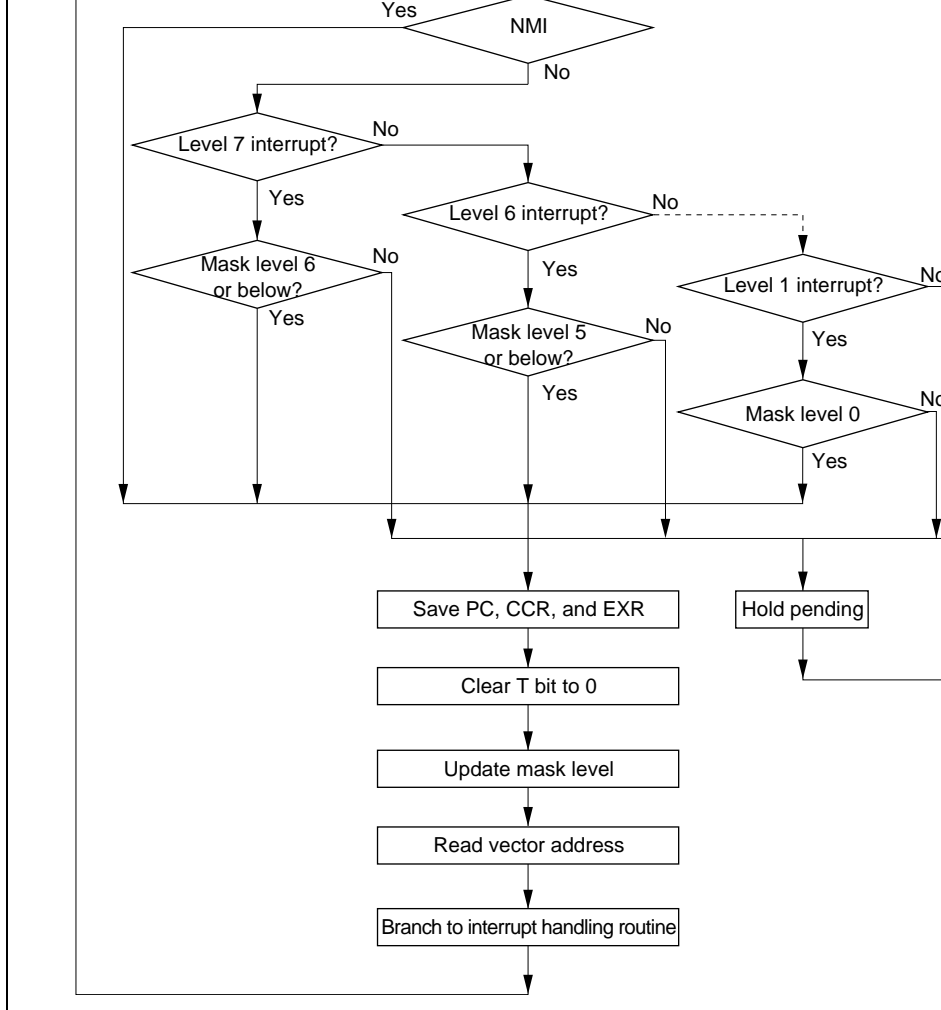 Yes
NMI
No
Level 7 interrupt?
No
Yes
Level 6 interrupt?
No
Mask level 6
or below?
No
Yes
Yes
Level 1 interrupt?
No
Mask level 5
or below?
No
Yes
Yes
Mask level 0
No
Yes
Save PC, CCR, and EXR
Hold pending
Clear T bit to 0
Update mask level
Read vector address
Branch to interrupt handling routine